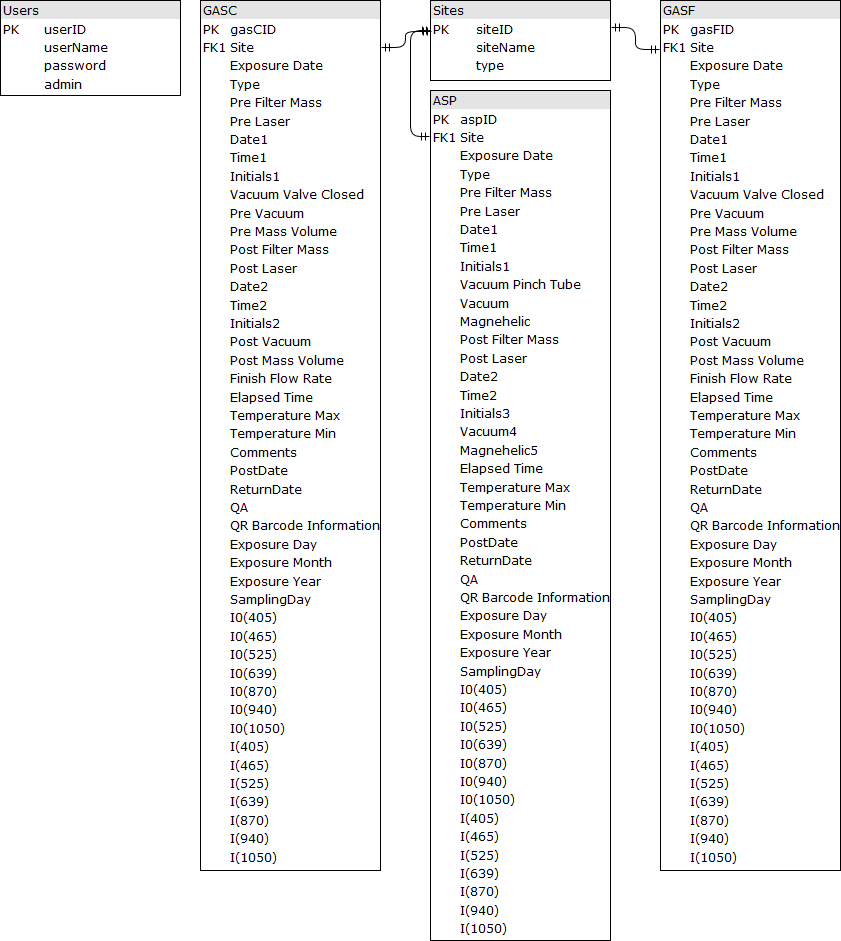 Users
PK userID
userName
password
admin
GASC
PK gasCID
FK1 Site
Exposure Date
Type
Pre Filter Mass
Pre Laser
Date1
Time1
Initials1
Vacuum Valve Closed
Pre Vacuum
Pre Mass Volume
Post Filter Mass
Post Laser
Date2
Time2
Initials2
Post Vacuum
Post Mass Volume
Finish Flow Rate
Elapsed Time
Temperature Max
Temperature Min
Comments
PostDate
ReturnDate
QA
QR Barcode Information
Exposure Day
Exposure Month
Exposure Year
SamplingDay
I0(405)
I0(465)
I0(525)
I0(639)
I0(870)
I0(940)
I0(1050)
I(405)
I(465)
I(525)
I(639)
I(870)
I(940)
I(1050)
Sites
PK siteID
siteName
type
ASP
PK aspID
FK1 Site
Exposure Date
Type
Pre Filter Mass
Pre Laser
Date1
Time1
Initials1
Vacuum Pinch Tube
Vacuum
Magnehelic
Post Filter Mass
Post Laser
Date2
Time2
Initials3
Vacuum4
Magnehelic5
Elapsed Time
Temperature Max
Temperature Min
Comments
PostDate
ReturnDate
QA
QR Barcode Information
Exposure Day
Exposure Month
Exposure Year
SamplingDay
I0(405)
I0(465)
I0(525)
I0(639)
I0(870)
I0(940)
I0(1050)
I(405)
I(465)
I(525)
I(639)
I(870)
I(940)
I(1050)
GASF
PK gasFID
FK1 Site
Exposure Date
Type
Pre Filter Mass
Pre Laser
Date1
Time1
Initials1
Vacuum Valve Closed
Pre Vacuum
Pre Mass Volume
Post Filter Mass
Post Laser
Date2
Time2
Initials2
Post Vacuum
Post Mass Volume
Finish Flow Rate
Elapsed Time
Temperature Max
Temperature Min
Comments
PostDate
ReturnDate
QA
QR Barcode Information
Exposure Day
Exposure Month
Exposure Year
SamplingDay
I0(405)
I0(465)
I0(525)
I0(639)
I0(870)
I0(940)
I0(1050)
I(405)
I(465)
I(525)
I(639)
I(870)
I(940)
I(1050)